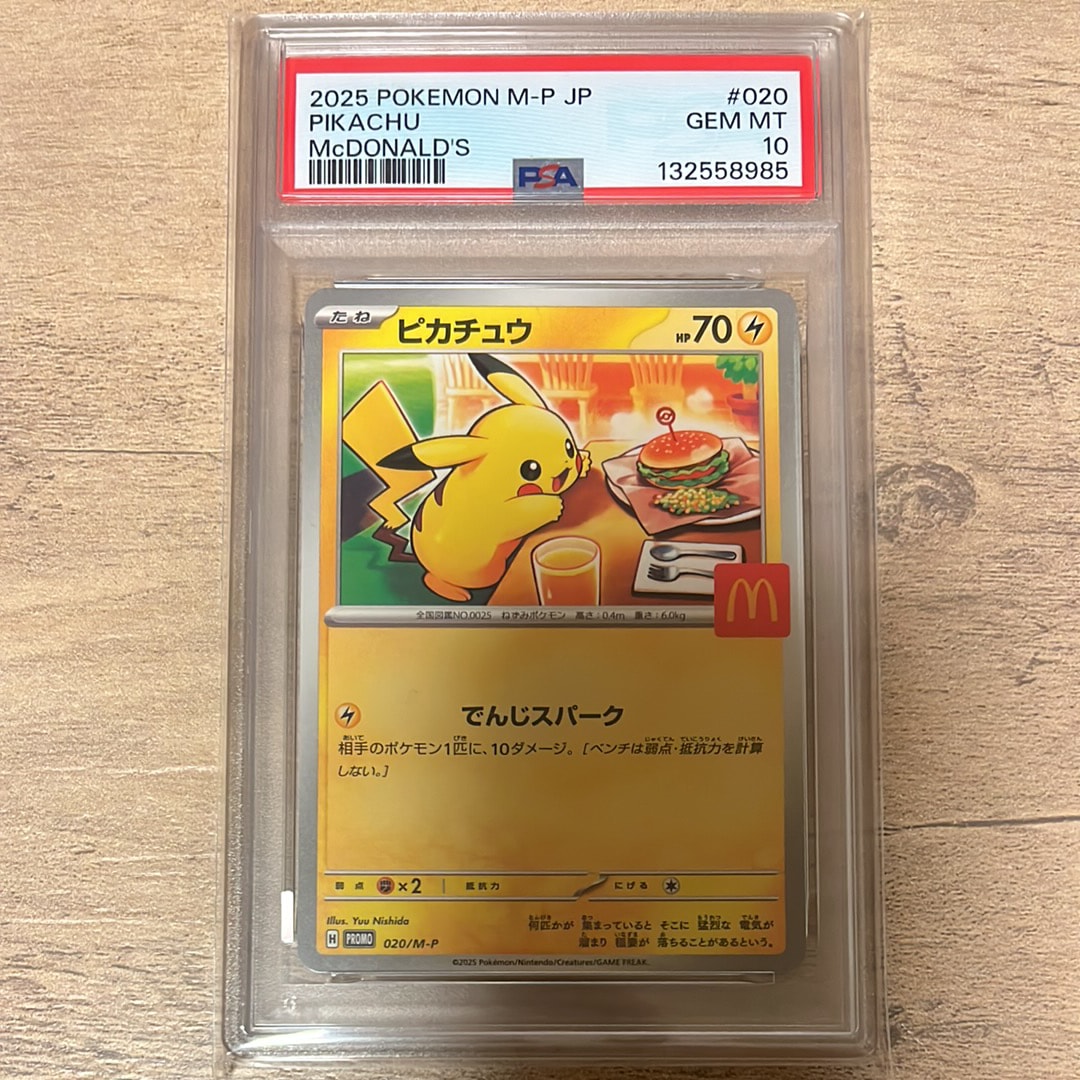 2025 POKEMON M-P JP #020
PIKACHU GEM MT
McDONALD'S 10
PSA 132558985
たね ピカチュウ HP70
M
全国図鑑NO.0025 ねずみポケモン 高さ:0.4m 重さ:6.0kg
でんじスパーク
相手のポケモン1匹に、10ダメージ。[ベンチは弱点・抵抗力を計算
しない。]
弱点 ×2 抵抗力 にげる
Illus. Yuu Nishida
H PROMO 020/M-P
何匹かが 集まっていると そこに 猛烈な 電気が
溜まり 稲妻が 落ちることがあるという。
©2025 Pokémon/Nintendo/Creatures/GAME FREAK.